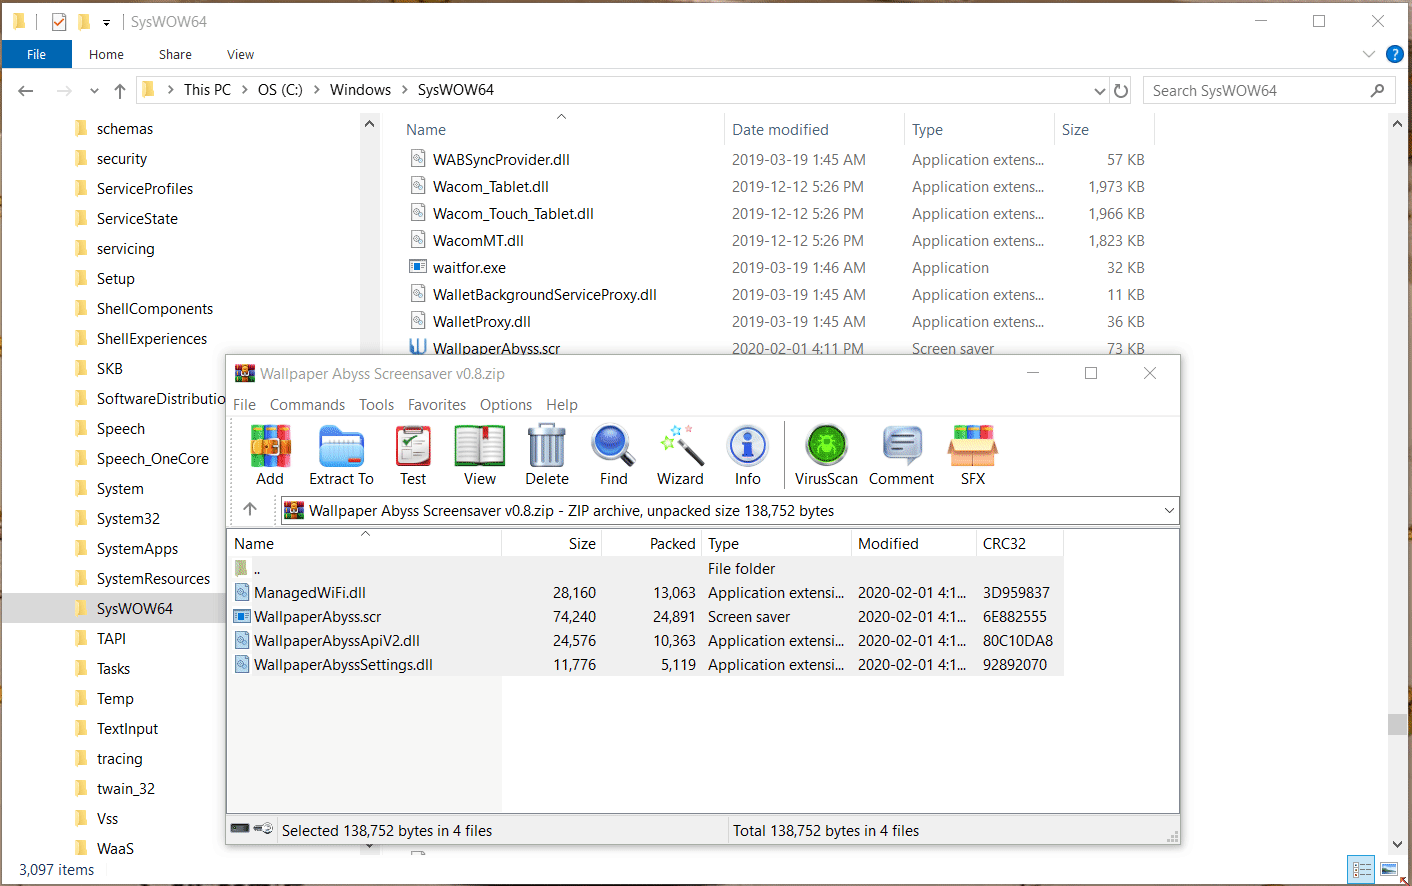 SysWOW64
File Home Share View
This PC OS (C:) Windows SysWOW64 Search SysWOW64
schemas
security
ServiceProfiles
ServiceState
servicing
Setup
ShellComponents
ShellExperiences
SKB
SoftwareDistributio
Speech
Speech_OneCore
System
System32
SystemApps
SystemResources
SysWOW64
TAPI
Tasks
Temp
TextInput
tracing
twain_32
Vss
WaaS
Name Date modified Type Size
WABSyncProvider.dll 2019-03-19 1:45 AM Application extens... 57 KB
Wacom_Tablet.dll 2019-12-12 5:26 PM Application extens... 1,973 KB
Wacom_Touch_Tablet.dll 2019-12-12 5:26 PM Application extens... 1,966 KB
WacomMT.dll 2019-12-12 5:26 PM Application extens... 1,823 KB
waitfor.exe 2019-03-19 1:46 AM Application 32 KB
WalletBackgroundServiceProxy.dll 2019-03-19 1:45 AM Application extens... 11 KB
WalletProxy.dll 2019-03-19 1:45 AM Application extens... 36 KB
WallpaperAbyss.scr 2020-02-01 4:11 PM Screen saver 73 KB
Wallpaper Abyss Screensaver v0.8.zip
File Commands Tools Favorites Options Help
Add Extract To Test View Delete Find Wizard Info VirusScan Comment SFX
Wallpaper Abyss Screensaver v0.8.zip - ZIP archive, unpacked size 138,752 bytes
Name Size Packed Type Modified CRC32
.. File folder
ManagedWiFi.dll 28,160 13,063 Application extensi... 2020-02-01 4:1... 3D959837
WallpaperAbyss.scr 74,240 24,891 Screen saver 2020-02-01 4:1... 6E882555
WallpaperAbyssApiV2.dll 24,576 10,363 Application extensi... 2020-02-01 4:1... 80C10DA8
WallpaperAbyssSettings.dll 11,776 5,119 Application extensi... 2020-02-01 4:1... 92892070
Selected 138,752 bytes in 4 files Total 138,752 bytes in 4 files
3,097 items